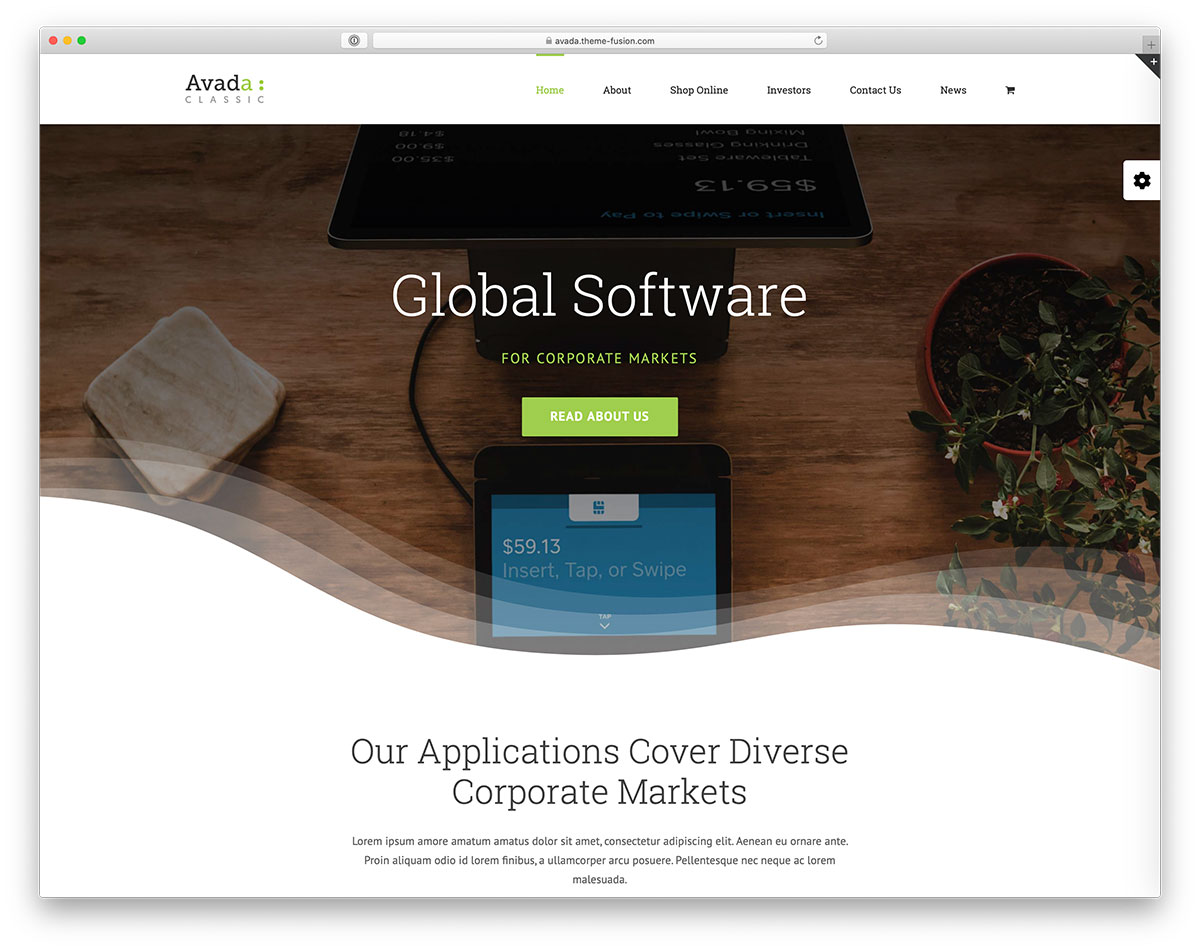 avada.theme-fusion.com
Avada:
CLASSIC
Home About Shop Online Investors Contact Us News
$4.18 Mixing Bowl
$9.00 Drinking Glasses
$35.00 Tableware Set
$59.13
Insert or Swipe to Pay
Global Software
FOR CORPORATE MARKETS
READ ABOUT US
$59.13
Insert, Tap, or Swipe
TAP
Our Applications Cover Diverse
Corporate Markets
Lorem ipsum amore amatum amatus dolor sit amet, consectetur adipiscing elit. Aenean eu ornare ante.
Proin aliquam odio id lorem finibus, a ullamcorper arcu posuere. Pellentesque nec neque ac lorem
malesuada.